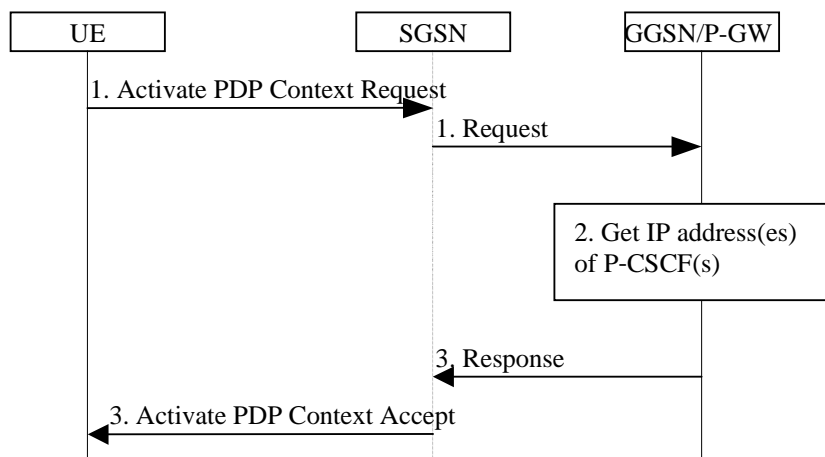 UE
SGSN
GGSN/P-GW
1. Activate PDP Context Request
1. Request
2. Get IP address(es)
of P-CSCF(s)
3. Response
3. Activate PDP Context Accept